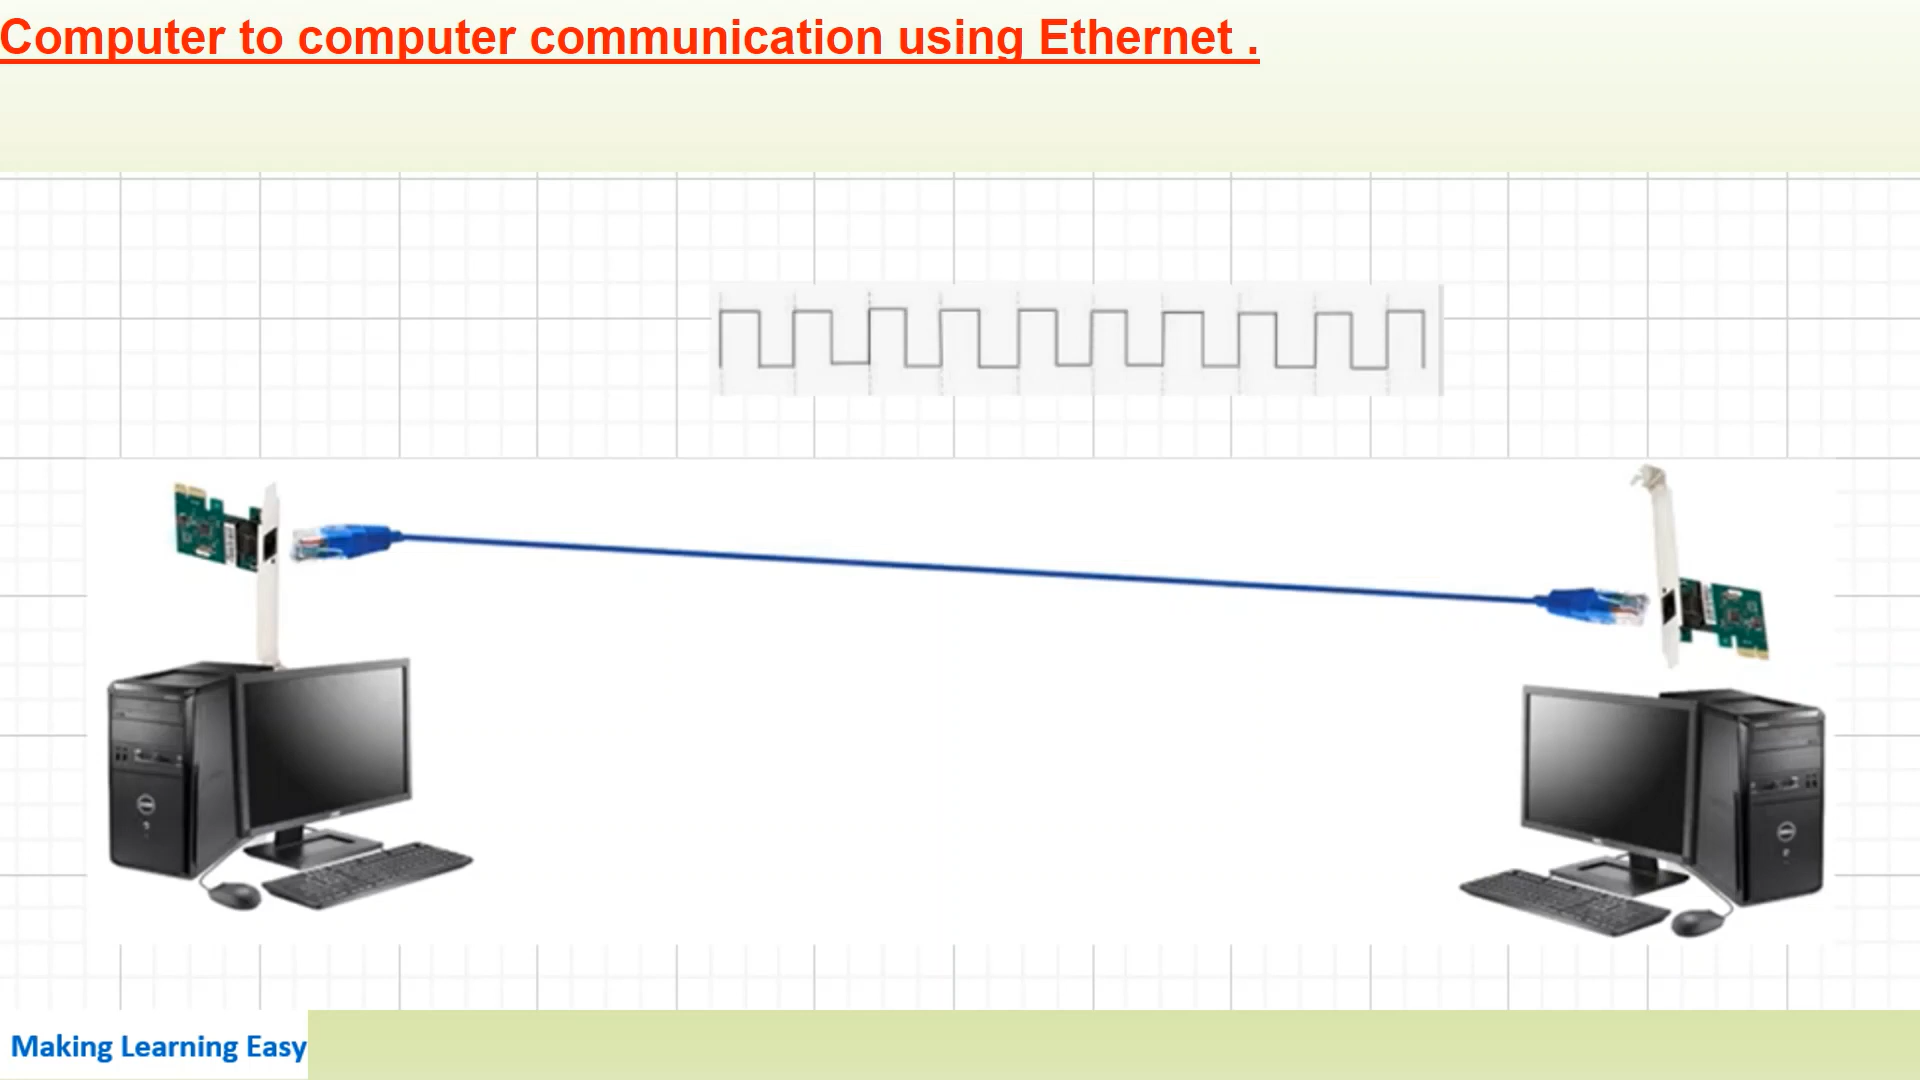 Computer to computer communication using Ethernet .
Making Learning Easy